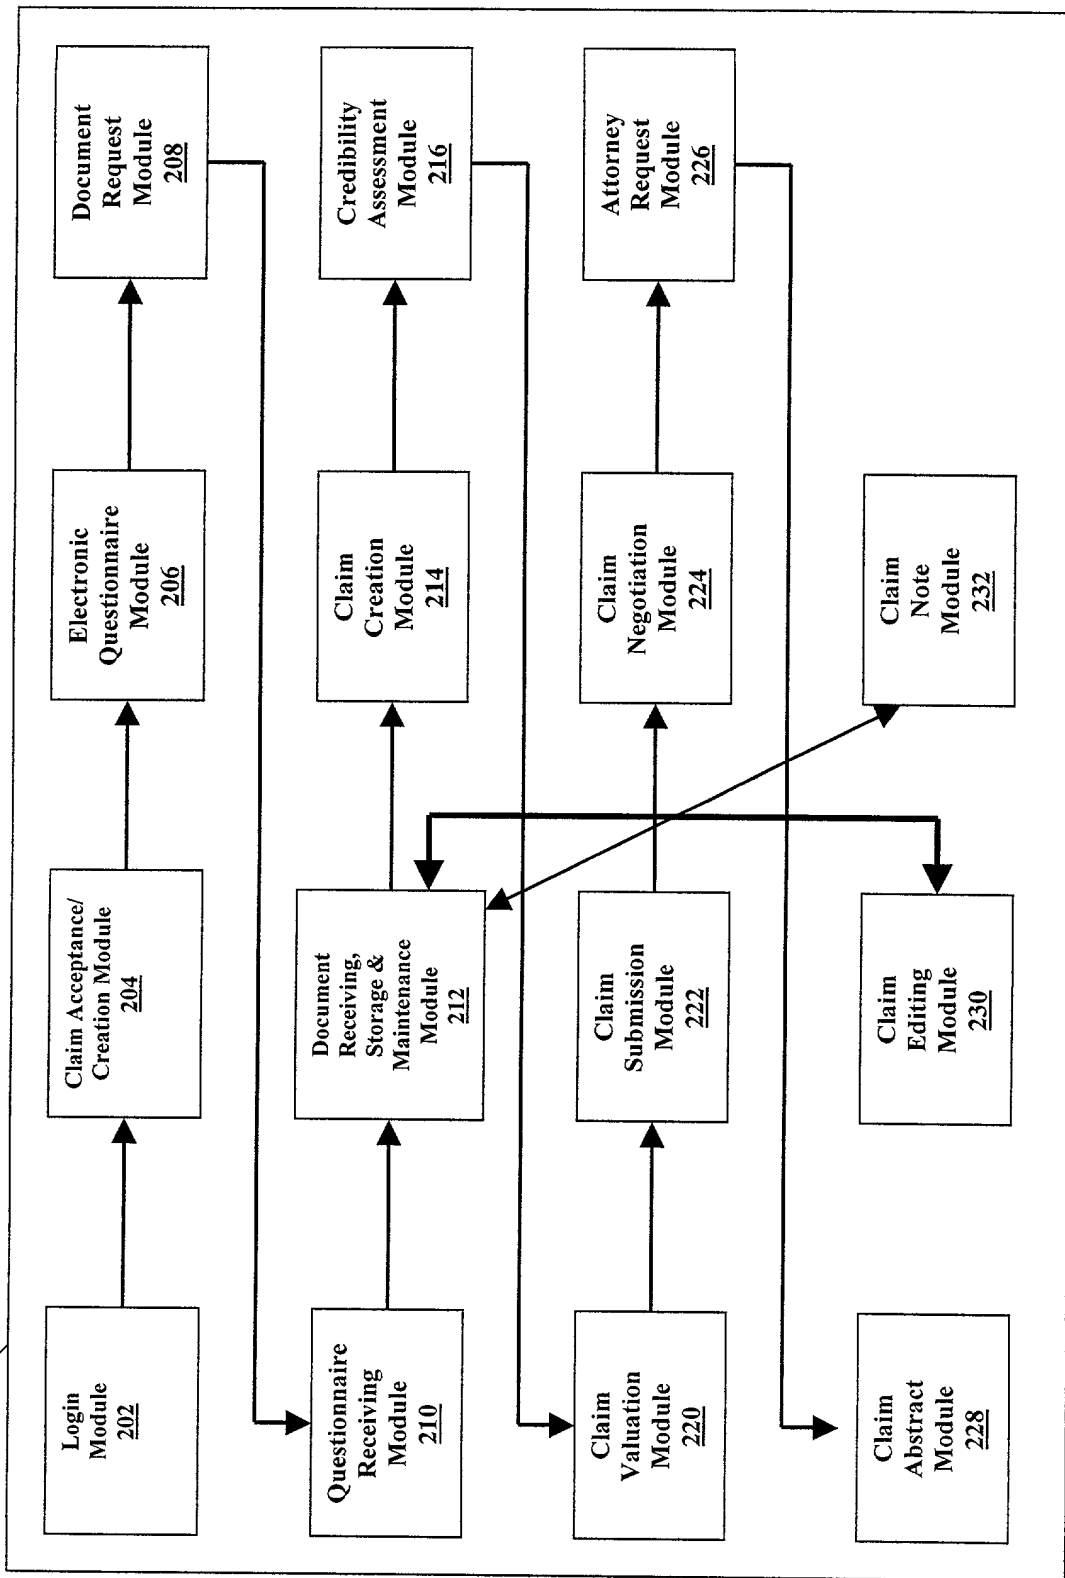 Login
Module
202
Claim Acceptance/
Creation Module
204
Electronic
Questionnaire
Module
206
Document
Request
Module
208
Questionnaire
Receiving
Module
210
Document
Receiving,
Storage &
Maintenance
Module
212
Claim
Creation
Module
214
Credibility
Assessment
Module
216
Claim
Valuation
Module
220
Claim
Submission
Module
222
Claim
Negotiation
Module
224
Attorney
Request
Module
226
Claim
Abstract
Module
228
Claim
Editing
Module
230
Claim
Note
Module
232